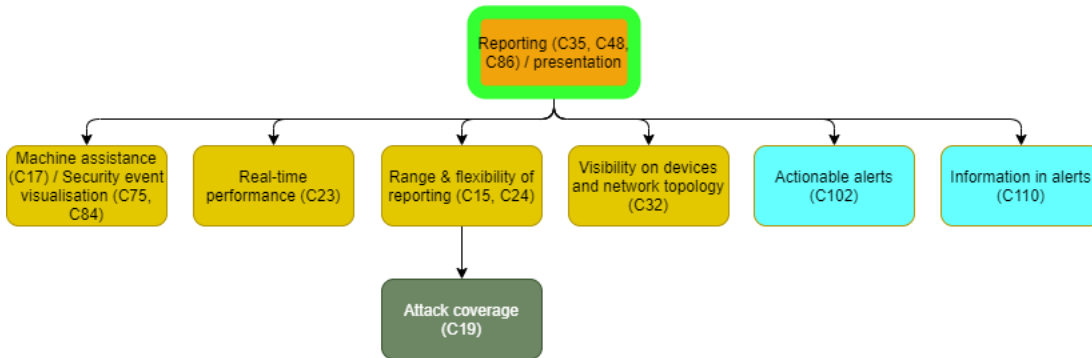 Reporting (C35, C48,
C86) / presentation
Machine assistance
(C17) / Security event
visualisation (C75,
C84)
Real-time
performance (C23)
Range & flexibility of
reporting (C15, C24)
Visibility on devices
and network topology
(C32)
Actionable alerts
(C102)
Information in alerts
(C110)
Attack coverage
(C19)